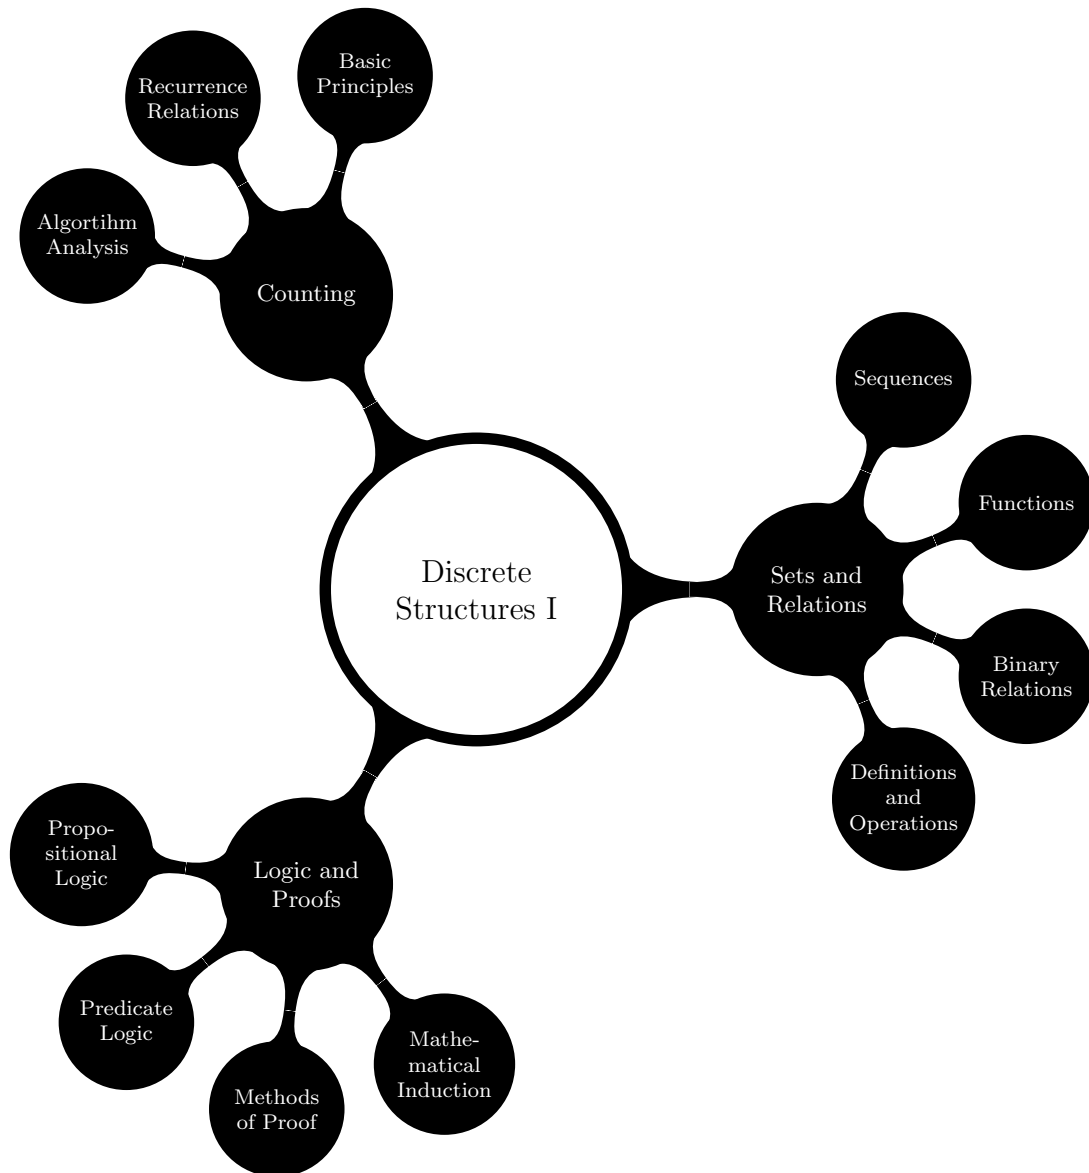 Basic
Principles
Recurrence
Relations
Algortihm
Analysis
Counting
Sequences
Functions
Sets and
Relations
Binary
Relations
Definitions
and
Operations
Discrete
Structures I
Logic and
Proofs
Propo-
sitional
Logic
Predicate
Logic
Methods
of Proof
Mathe-
matical
Induction